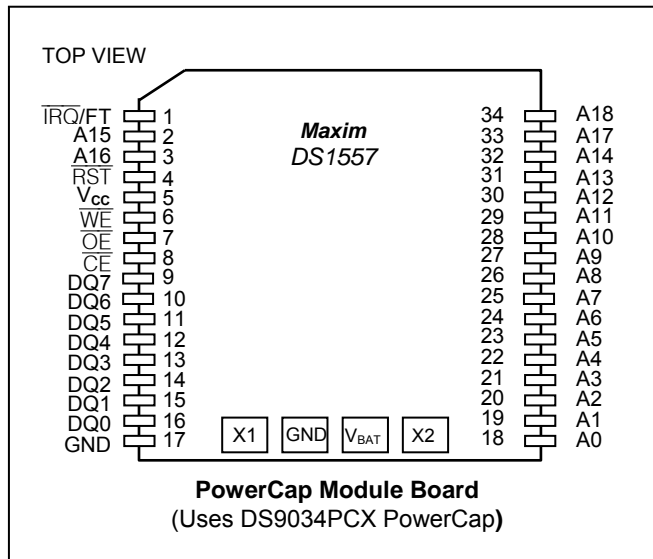 TOP VIEW
Maxim
DS1557
IRQ/FT 1 34 A18
A15 2 33 A17
A16 3 32 A14
RST 4 31 A13
VCC 5 30 A12
WE 6 29 A11
OE 7 28 A10
CE 8 27 A9
DQ7 9 26 A8
DQ6 10 25 A7
DQ5 11 24 A6
DQ4 12 23 A5
DQ3 13 22 A4
DQ2 14 21 A3
DQ1 15 20 A2
DQ0 16 19 A1
GND 17 18 A0
X1 GND VBAT X2
PowerCap Module Board
(Uses DS9034PCX PowerCap)